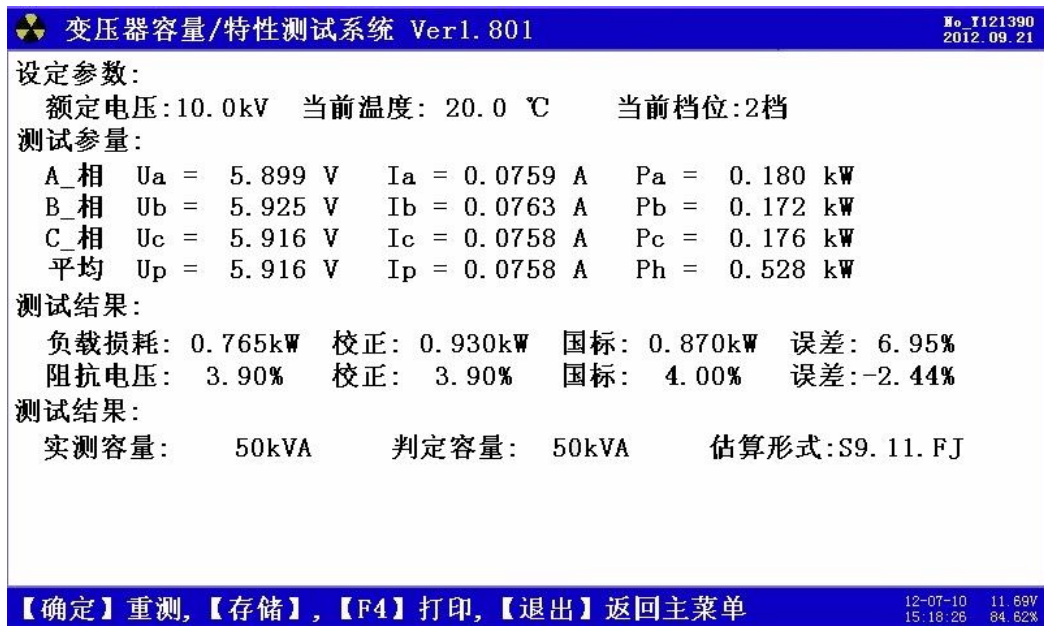 变压器容量/特性测试系统 Ver1.801
No_T121390
2012.09.21
设定参数:
额定电压:10.0kV 当前温度: 20.0 ℃ 当前档位:2档
测试参量:
A_相 Ua = 5.899 V Ia = 0.0759 A Pa = 0.180 kW
B_相 Ub = 5.925 V Ib = 0.0763 A Pb = 0.172 kW
C_相 Uc = 5.916 V Ic = 0.0758 A Pc = 0.176 kW
平均 Up = 5.916 V Ip = 0.0758 A Ph = 0.528 kW
测试结果:
负载损耗: 0.765kW 校正: 0.930kW 国标: 0.870kW 误差: 6.95%
阻抗电压: 3.90% 校正: 3.90% 国标: 4.00% 误差:-2.44%
测试结果:
实测容量: 50kVA 判定容量: 50kVA 估算形式:S9.11.FJ
【确定】重测,【存储】,【F4】打印,【退出】返回主菜单
12-07-10 11.69V
15:18:26 84.62%